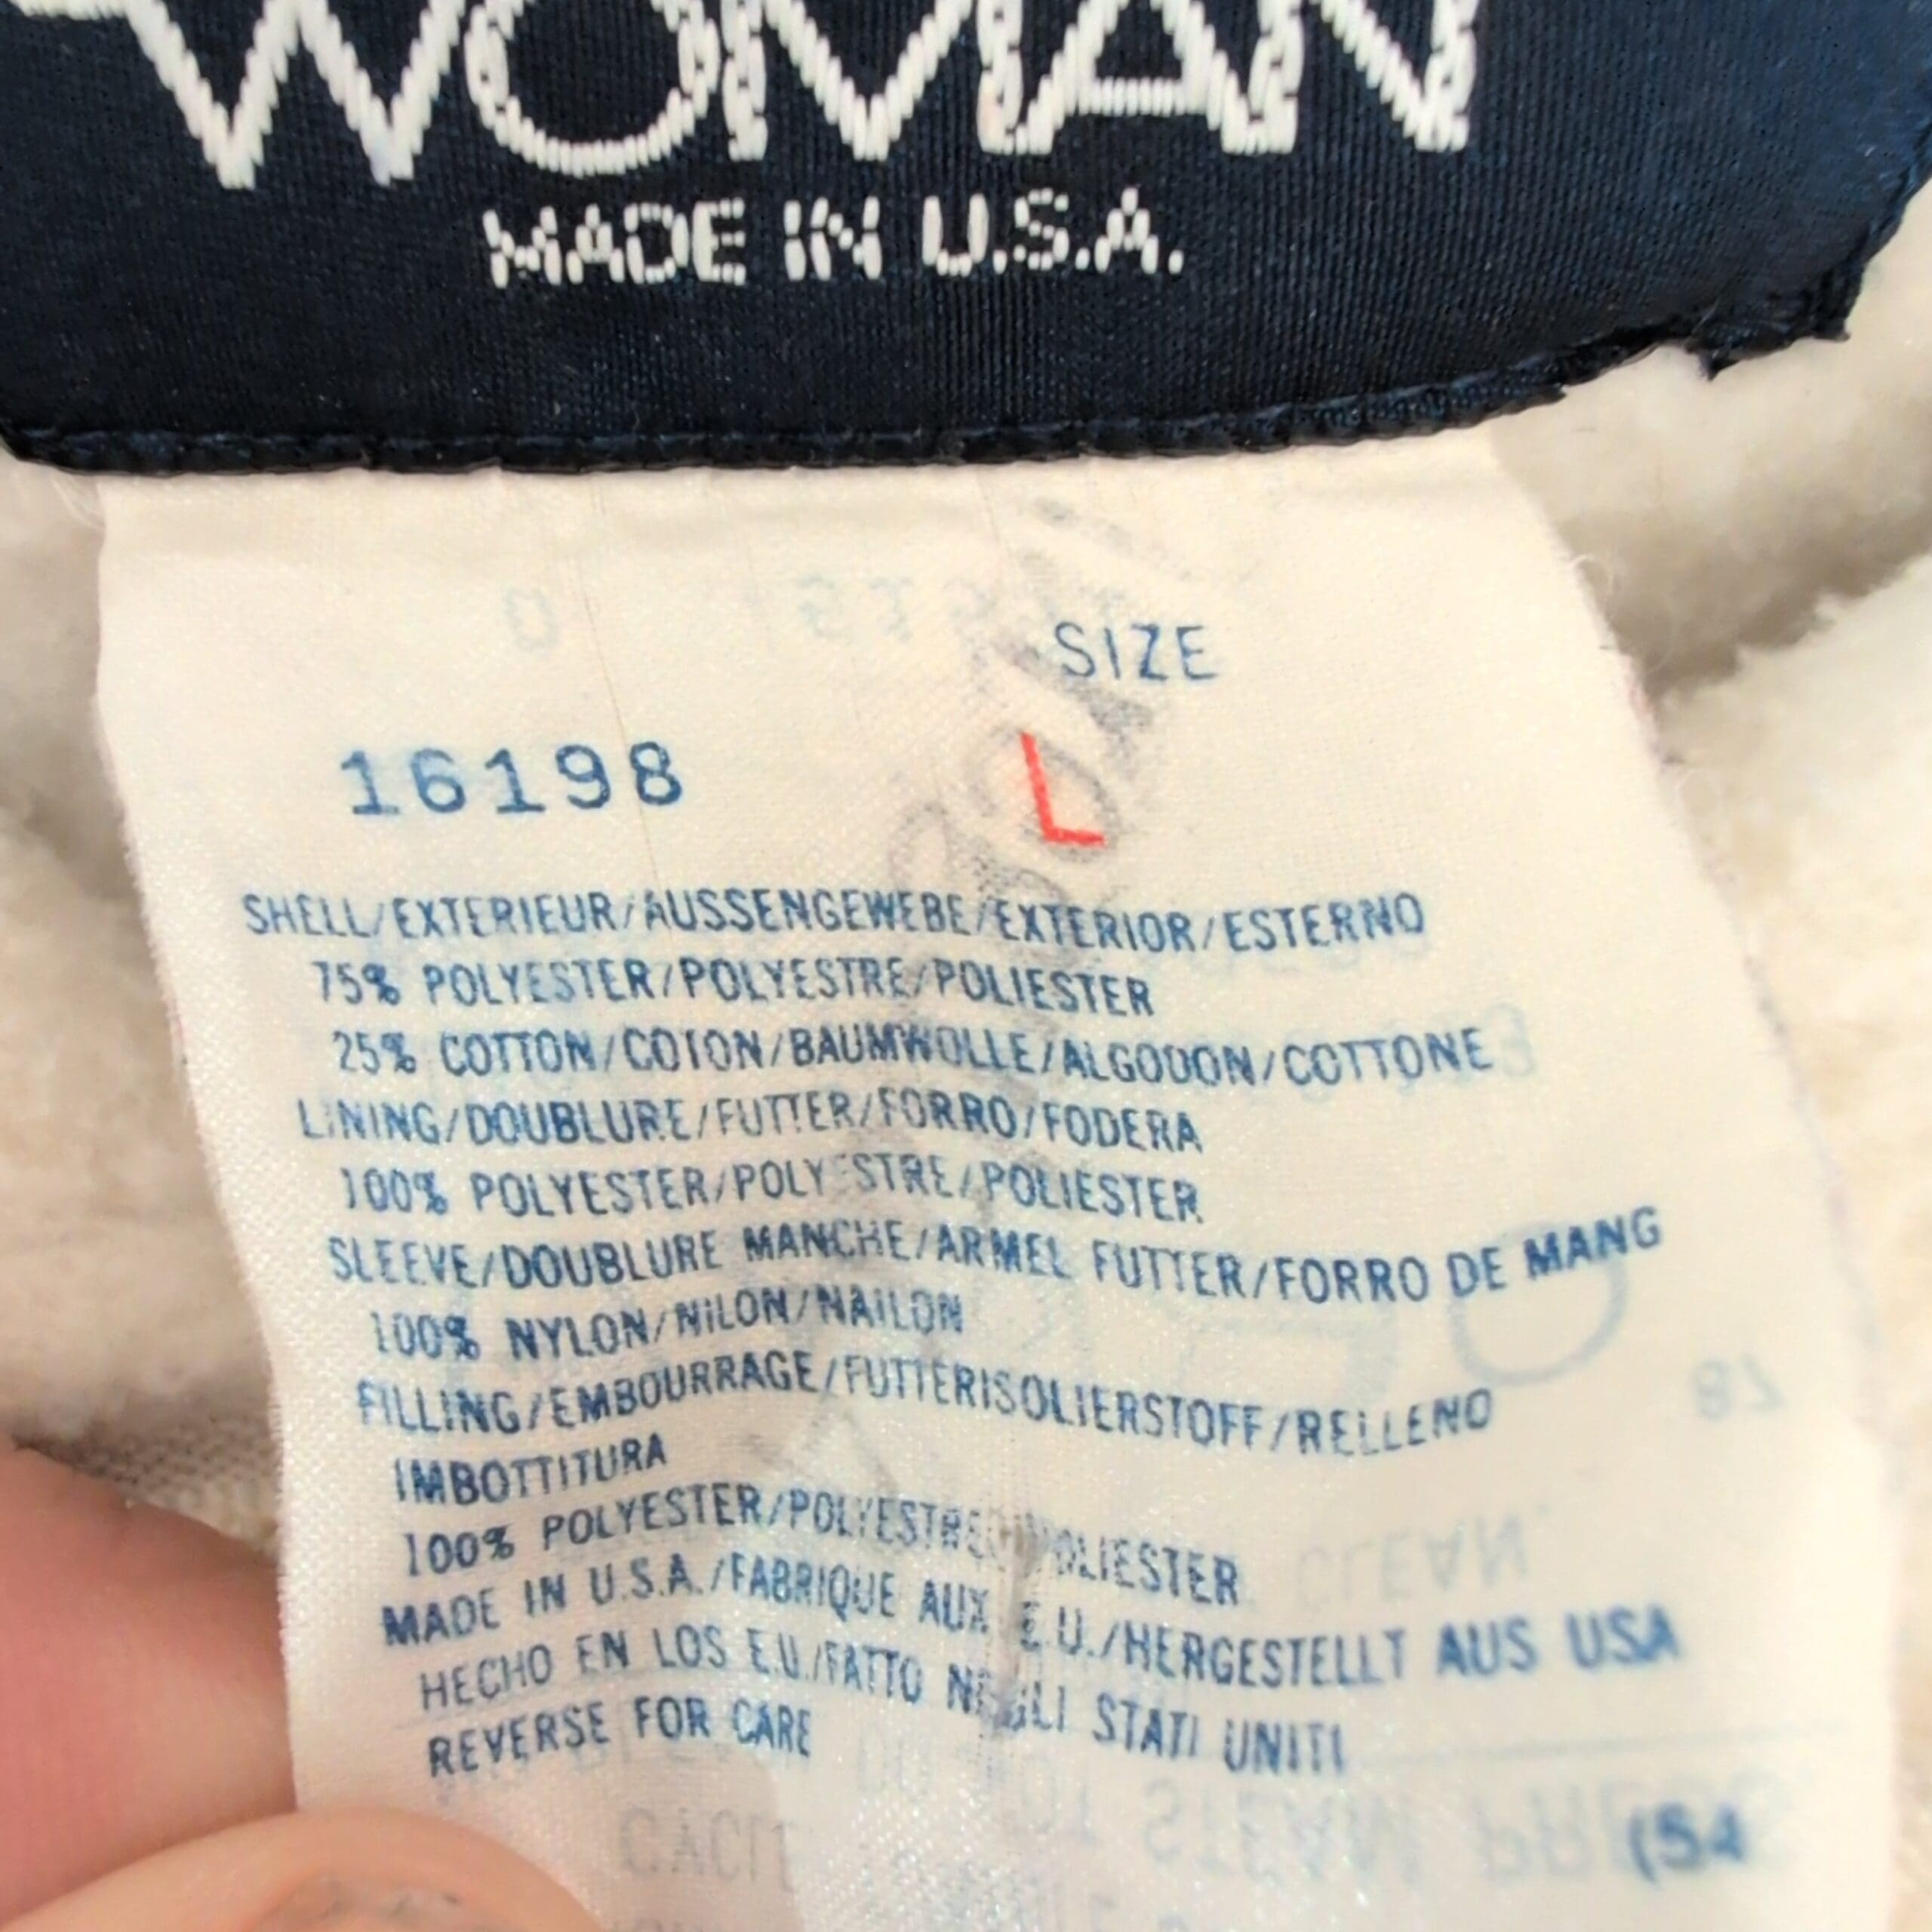 WOMAN
MADE IN U.S.A.
SIZE
16198 L
SHELL/EXTERIEUR/AUSSENGEWEBE/EXTERIOR/ESTERNO
75% POLYESTER/POLYESTRE/POLIESTER
25% COTTON/COTON/BAUMWOLLE/ALGODON/COTTONE
LINING/DOUBLURE/FUTTER/FORRO/FODERA
100% POLYESTER/POLYESTRE/POLIESTER
SLEEVE/DOUBLURE MANCHE/ARMEL FUTTER/FORRO DE MANG
100% NYLON/NILON/NAILON
FILLING/EMBOURRAGE/FUTTERISOLIERSTOFF/RELLENO
IMBOTTITURA
100% POLYESTER/POLYESTRE/POLIESTER
MADE IN U.S.A./FABRIQUE AUX E.U./HERGESTELLT AUS USA
HECHO EN LOS E.U./FATTO NEGLI STATI UNITI
REVERSE FOR CARE
(54